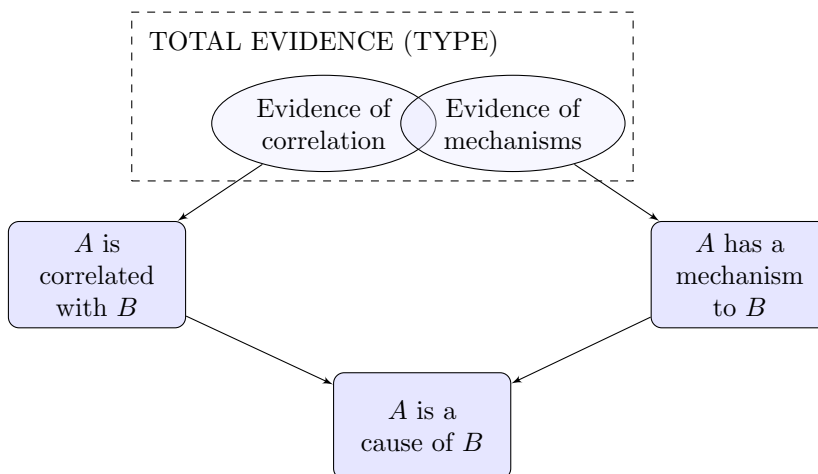 TOTAL EVIDENCE (TYPE)
Evidence of
correlation
Evidence of
mechanisms
A is
correlated
with B
A has a
mechanism
to B
A is a
cause of B